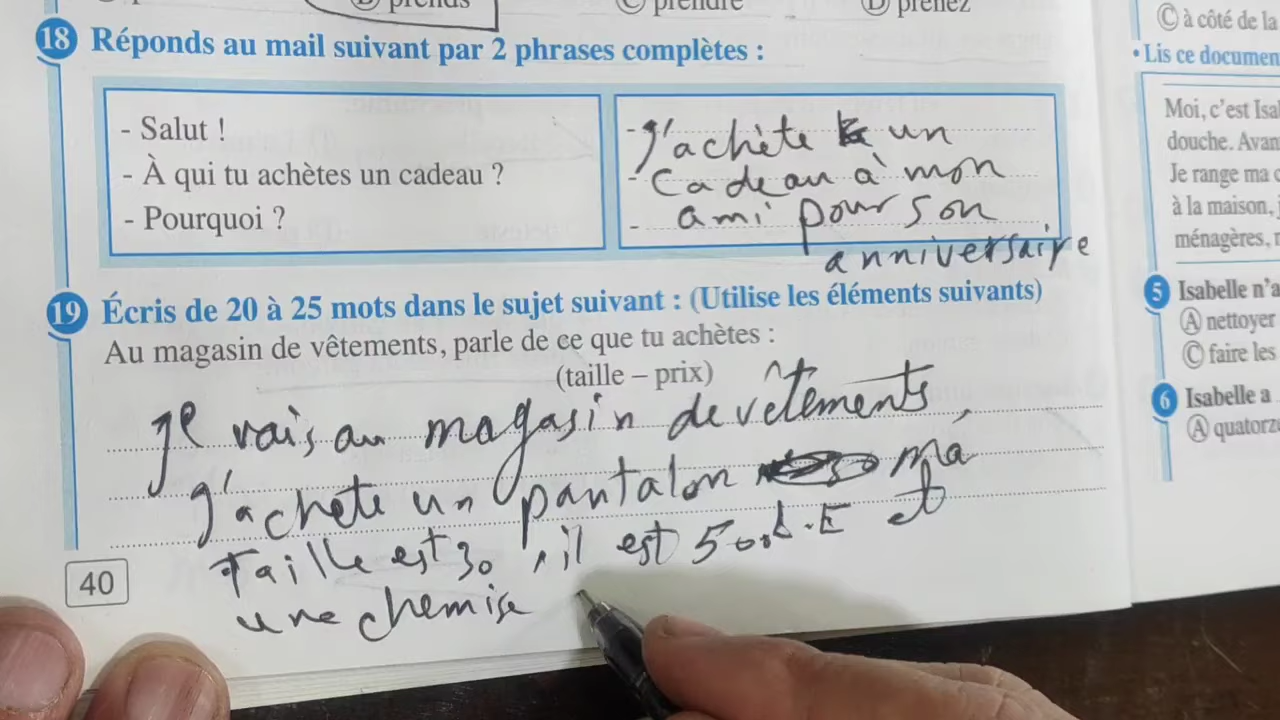 Ⓑ prends Ⓒ prendre Ⓓ prenez
18 Réponds au mail suivant par 2 phrases complètes :
- Salut !
- À qui tu achètes un cadeau ?
- Pourquoi ?
- J'achète un
- cadeau à mon
- ami pour son
anniversaire
19 Écris de 20 à 25 mots dans le sujet suivant : (Utilise les éléments suivants)
Au magasin de vêtements, parle de ce que tu achètes :
(taille – prix)
Je vais au magasin de vêtements,
J'achete un pantalon ma
Taille est 30, il est 500 L.E et
une chemise
40
Ⓒ à côté de la
• Lis ce documen
Moi, c'est Isa
douche. Avan
Je range ma c
à la maison,
ménagères,
5 Isabelle n'a
Ⓐ nettoyer
Ⓒ faire les
6 Isabelle a
Ⓐ quatorz